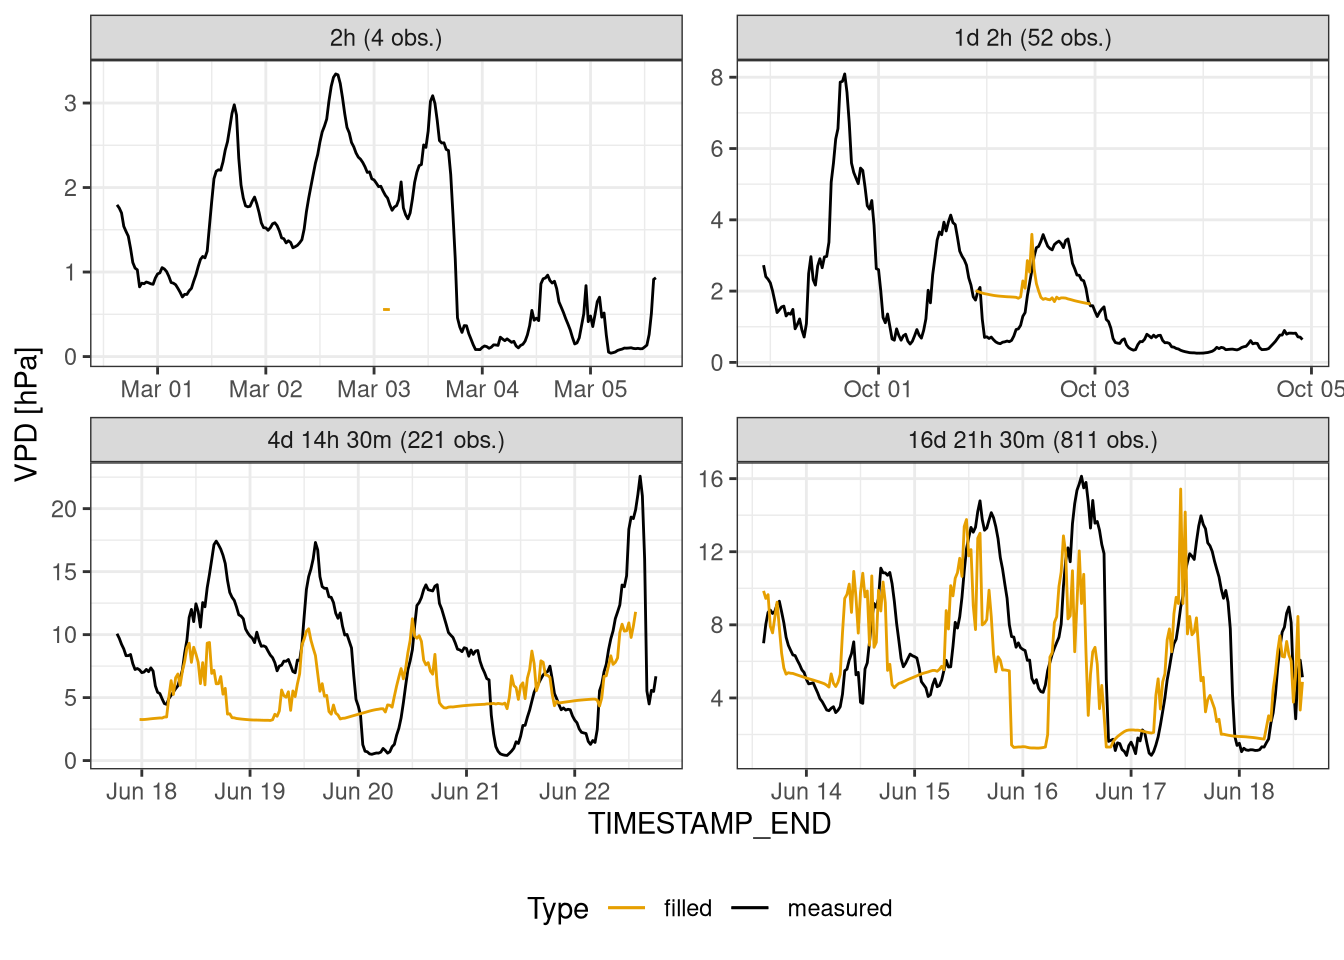 2h (4 obs.)
1d 2h (52 obs.)
3
2
1
0
8
6
4
2
0
Mar 01 Mar 02 Mar 03 Mar 04 Mar 05
Oct 01 Oct 03 Oct 05
VPD [hPa]
4d 14h 30m (221 obs.)
16d 21h 30m (811 obs.)
20
15
10
5
0
16
12
8
4
Jun 18 Jun 19 Jun 20 Jun 21 Jun 22
Jun 14 Jun 15 Jun 16 Jun 17 Jun 18
TIMESTAMP_END
Type filled measured